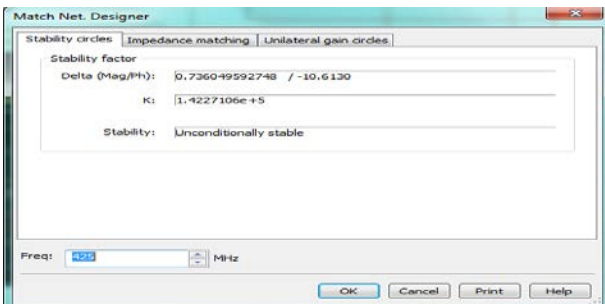 Match Net. Designer
Stability circles Impedance matching Unilateral gain circles
Stability factor
Delta (Mag/Ph): 0.736049592748 / -10.6130
K: 1.4227106e+5
Stability: Unconditionally stable
Freq: 425 MHz
OK Cancel Print Help